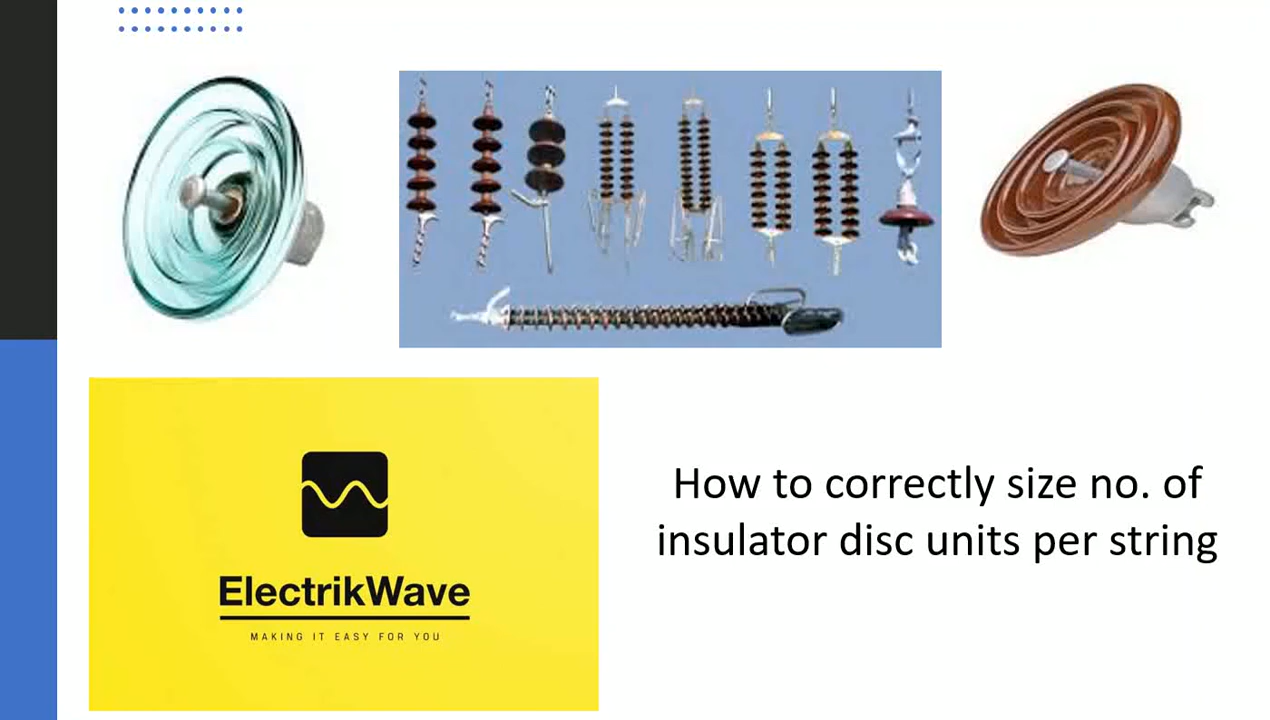 ElectrikWave
MAKING IT EASY FOR YOU
How to correctly size no. of
insulator disc units per string